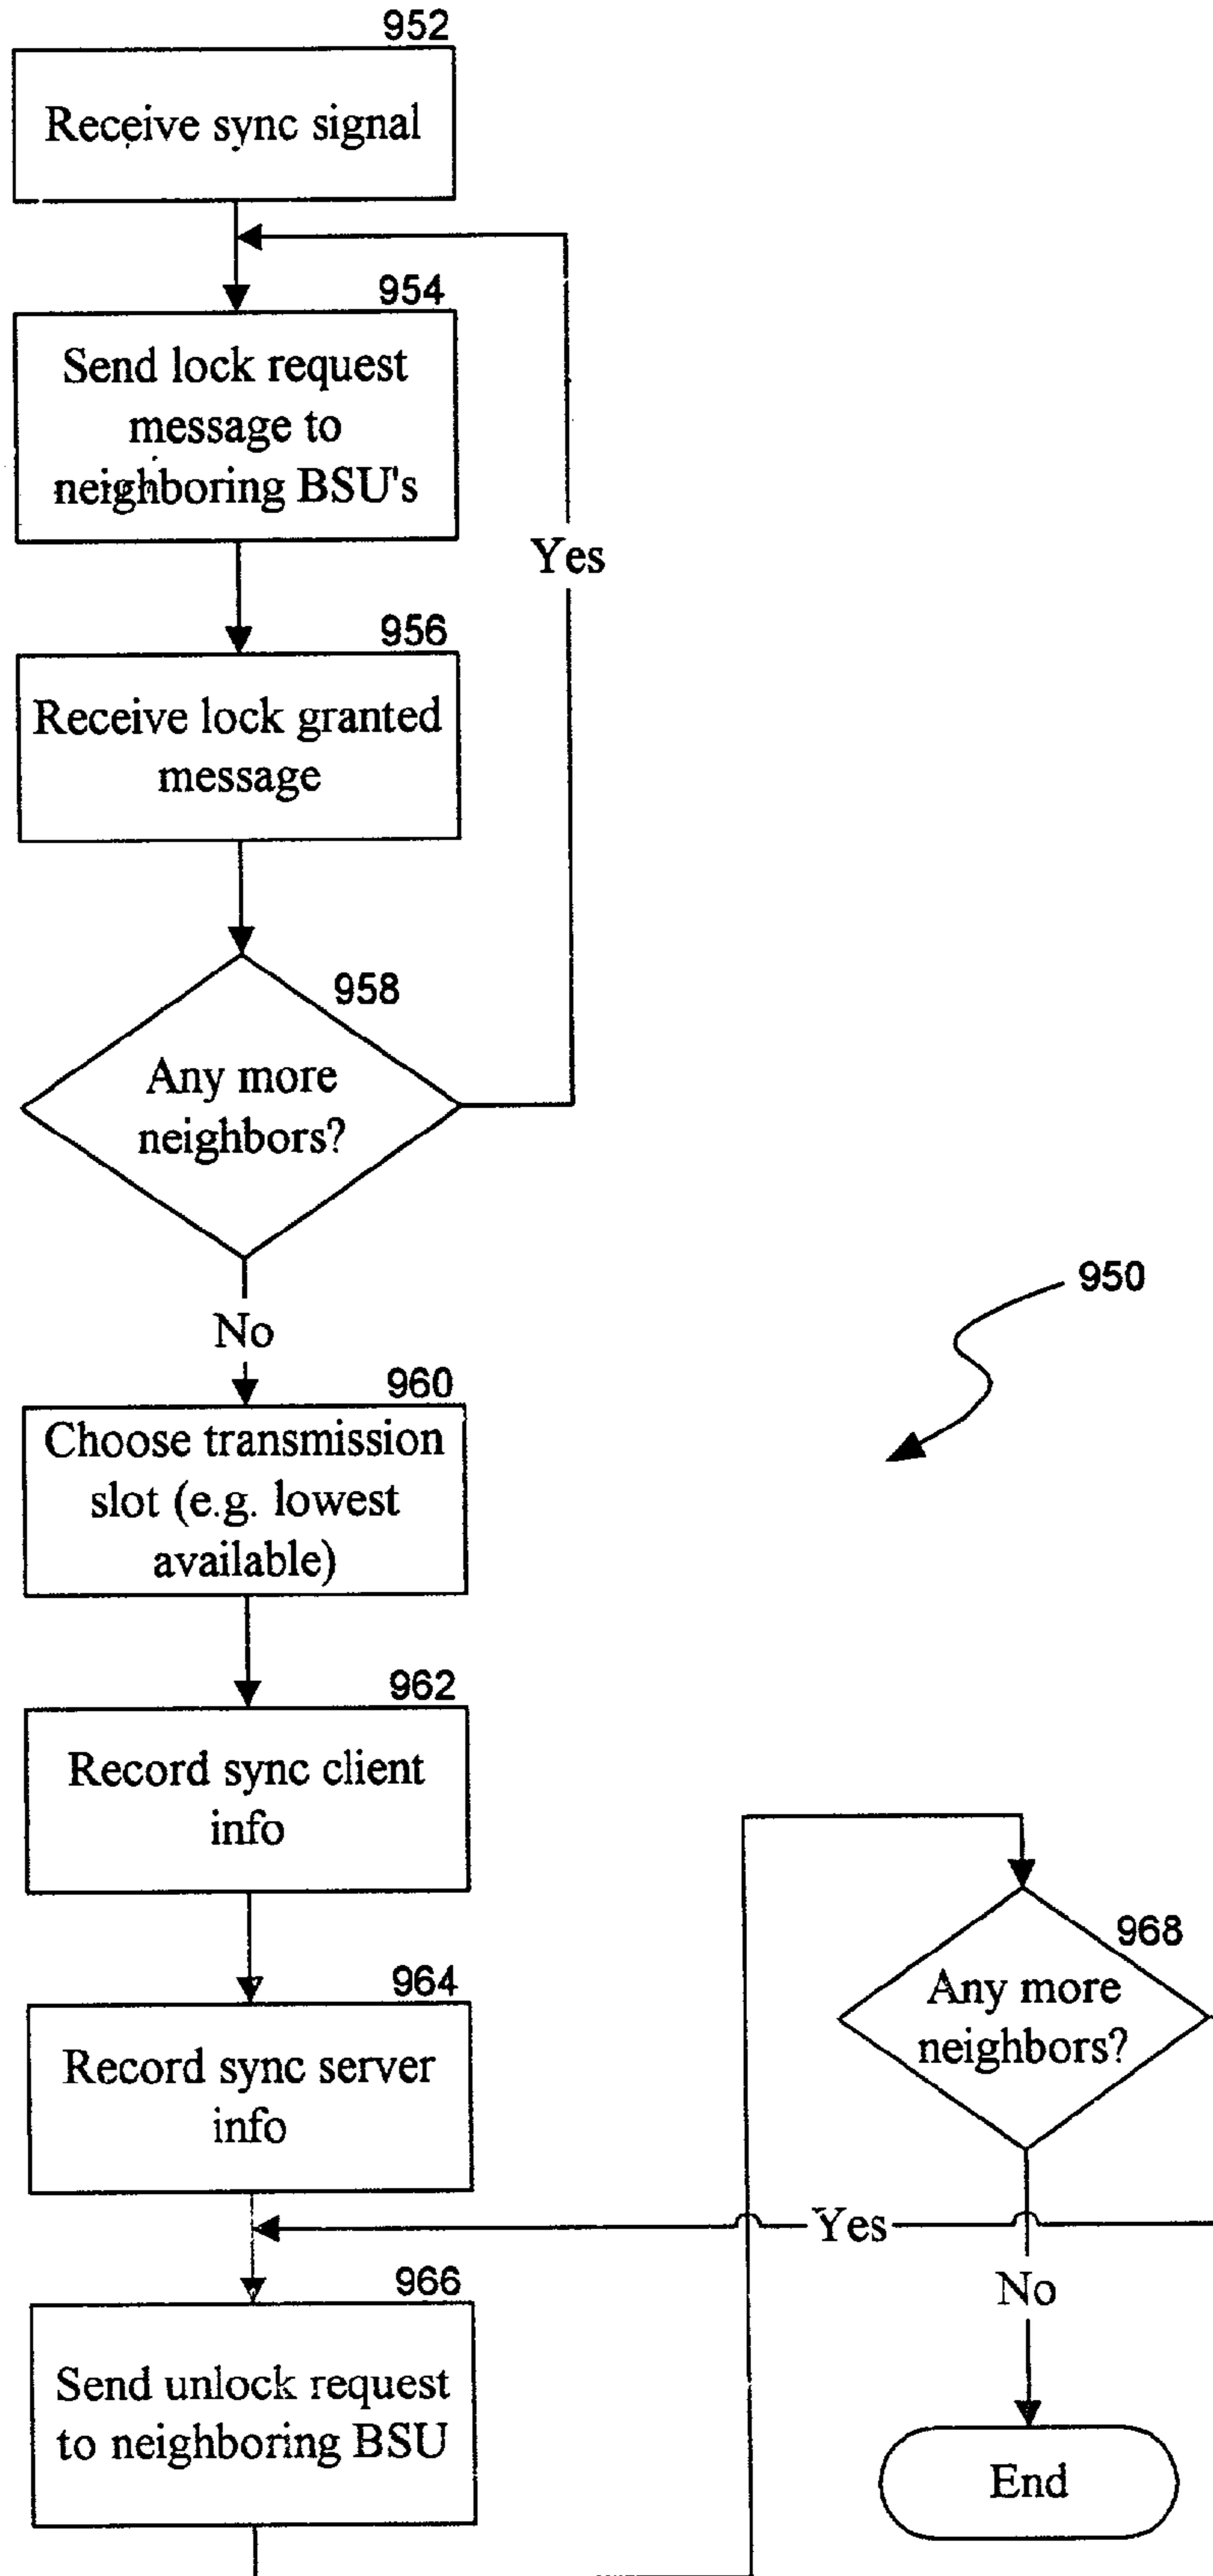 952
Receive sync signal
954
Send lock request
message to
neighboring BSU's
Yes
956
Receive lock granted
message
958
Any more
neighbors?
No
950
960
Choose transmission
slot (e.g. lowest
available)
962
Record sync client
info
964
Record sync server
info
968
Any more
neighbors?
Yes
No
966
Send unlock request
to neighboring BSU
End